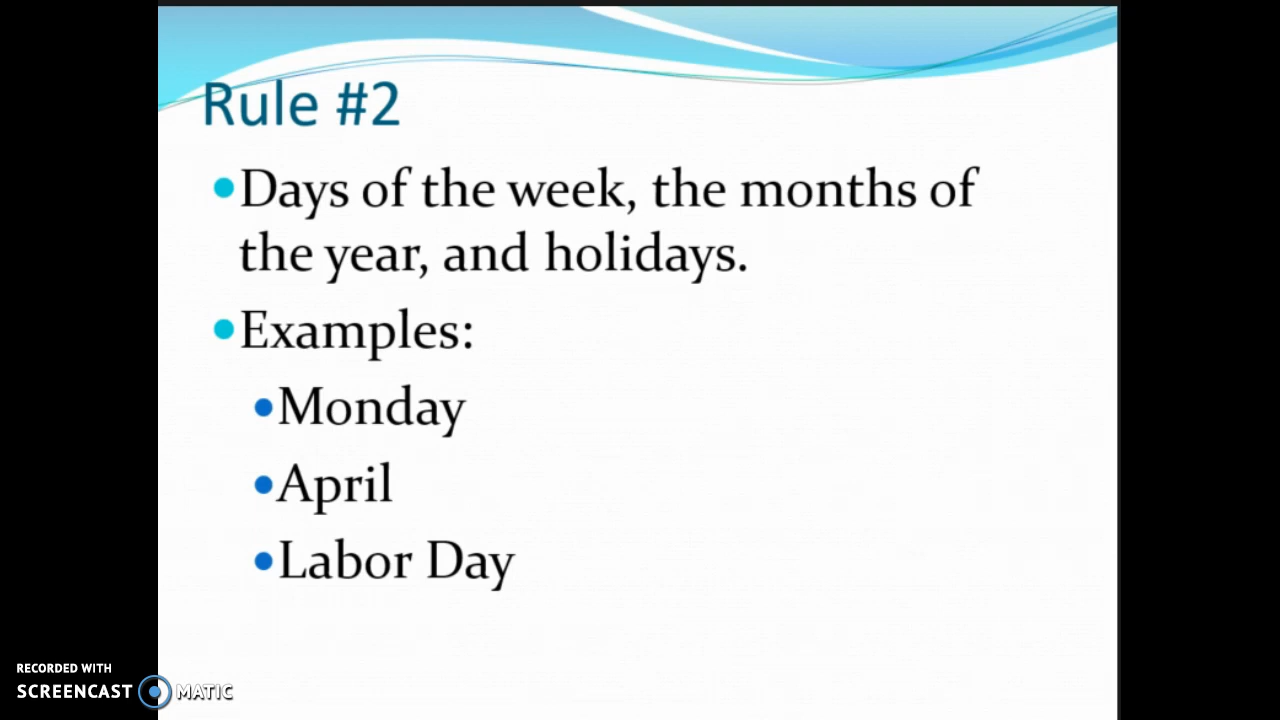 Rule #2
•Days of the week, the months of
the year, and holidays.
•Examples:
•Monday
•April
•Labor Day
RECORDED WITH
SCREENCAST MATIC